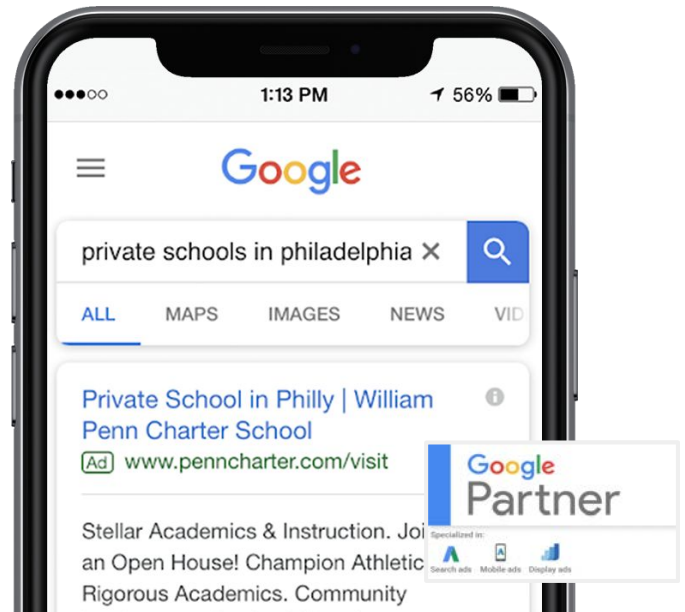 1:13 PM
56%
Google
private schools in philadelphia
ALL MAPS IMAGES NEWS VID
Private School in Philly | William
Penn Charter School
Ad www.penncharter.com/visit
Stellar Academics & Instruction. Joi
an Open House! Champion Athletic
Rigorous Academics. Community
Google
Partner
Specialized in:
Search ads Mobile ads Display ads